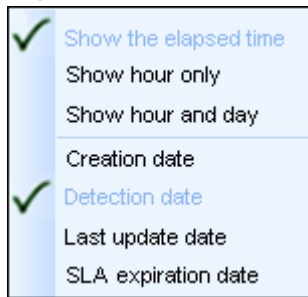 Show the elapsed time
Show hour only
Show hour and day
Creation date
Detection date
Last update date
SLA expiration date